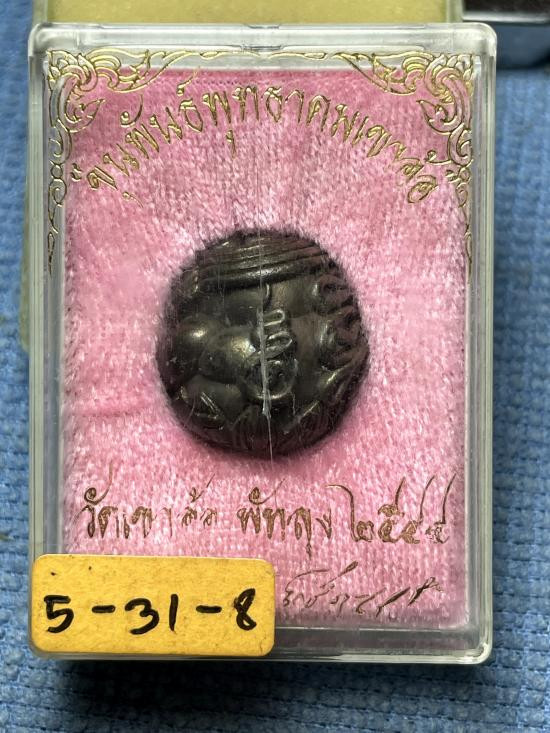 ขุนพันธ์พุทธาคมเขาอ้อ
วัดเขาอ้อ พัทลุง ๒๕๔๔
5-31-8